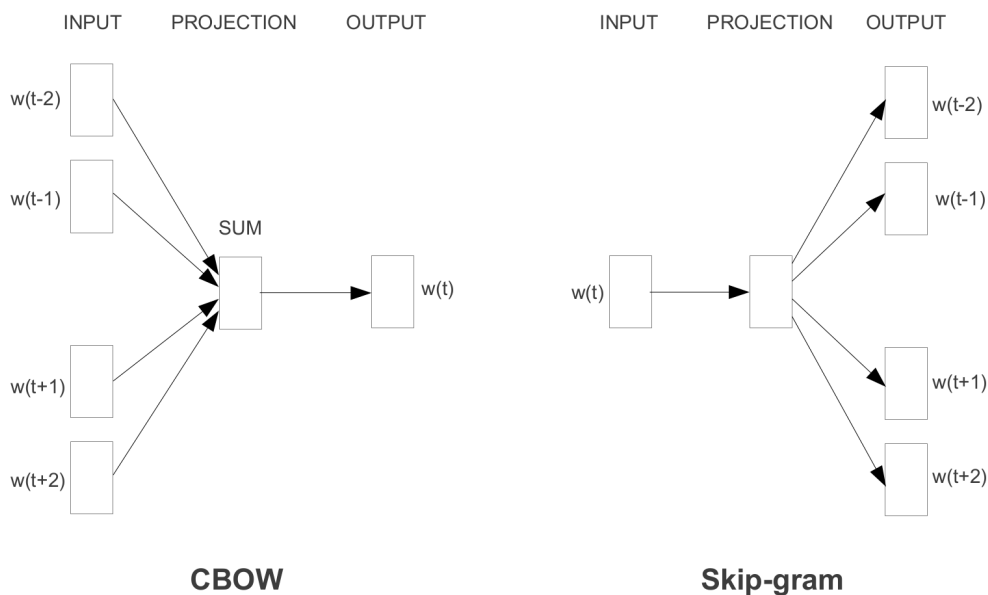 INPUT PROJECTION OUTPUT
w(t-2)
w(t-1)
SUM
w(t)
w(t+1)
w(t+2)
CBOW
INPUT PROJECTION OUTPUT
w(t-2)
w(t-1)
w(t)
w(t+1)
w(t+2)
Skip-gram